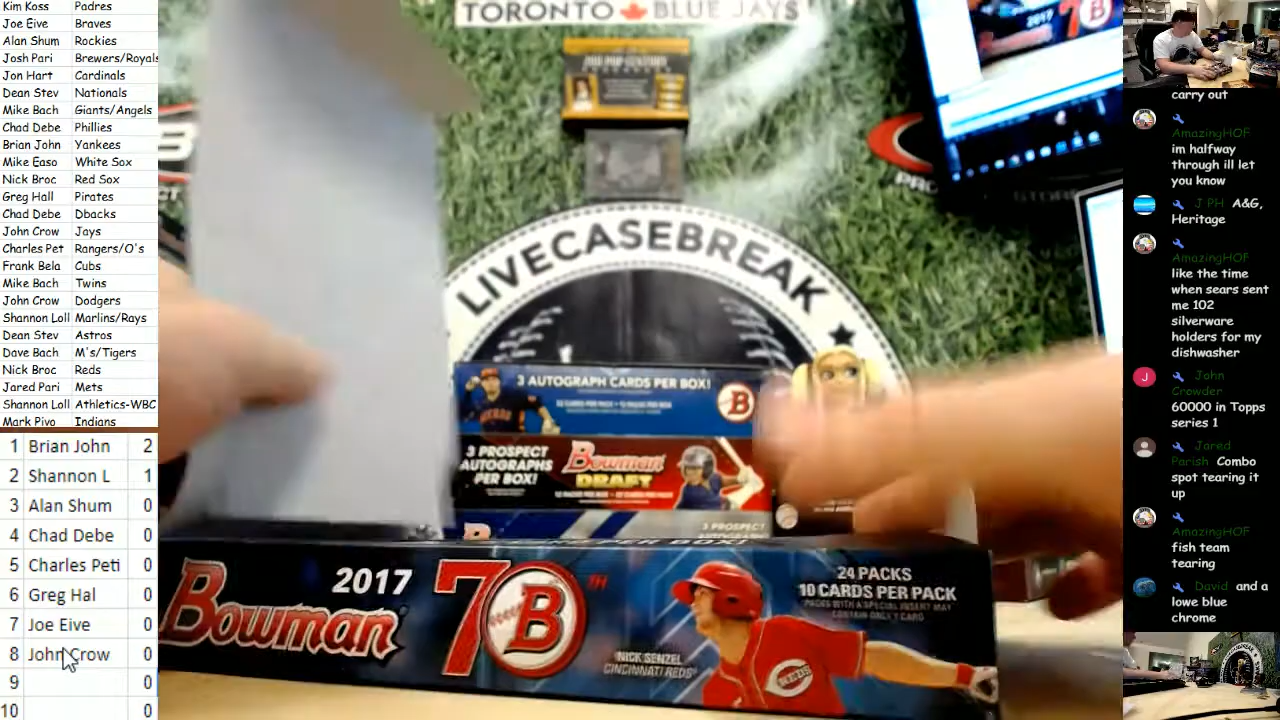 Kim Koss Padres
Joe Eive Braves
Alan Shum Rockies
Josh Pari Brewers/Royals
Jon Hart Cardinals
Dean Stev Nationals
Mike Bach Giants/Angels
Chad Debe Phillies
Brian John Yankees
Mike Easo White Sox
Nick Broc Red Sox
Greg Hall Pirates
Chad Debe Dbacks
John Crow Jays
Charles Pet Rangers/O's
Frank Bela Cubs
Mike Bach Twins
John Crow Dodgers
Shannon Loll Marlins/Rays
Dean Stev Astros
Dave Bach M's/Tigers
Nick Broc Reds
Jared Pari Mets
Shannon Loll Athletics-WBC
Mark Pivo Indians
1 Brian John 2
2 Shannon L 1
3 Alan Shum 0
4 Chad Debe 0
5 Charles Peti 0
6 Greg Hal 0
7 Joe Eive 0
8 John Crow 0
9 0
10 0
TORONTO BLUE JAYS
LIVECASEBREAK
3 AUTOGRAPH CARDS PER BOX!
B
3 PROSPECT
AUTOGRAPHS
PER BOX!
Bowman
DRAFT
3 PROSPECT
2017
Bowman
70TH
B
24 PACKS
10 CARDS PER PACK
NICK SENZEL
CINCINNATI REDS
REDS
2017
70
B
carry out
AmazingHOF
im halfway
through ill let
you know
J PH A&G,
Heritage
AmazingHOF
like the time
when sears sent
me 102
silverware
holders for my
dishwasher
J
John
Crowder
60000 in Topps
series 1
Jared
Parish Combo
spot tearing it
up
AmazingHOF
fish team
tearing
David and a
lowe blue
chrome